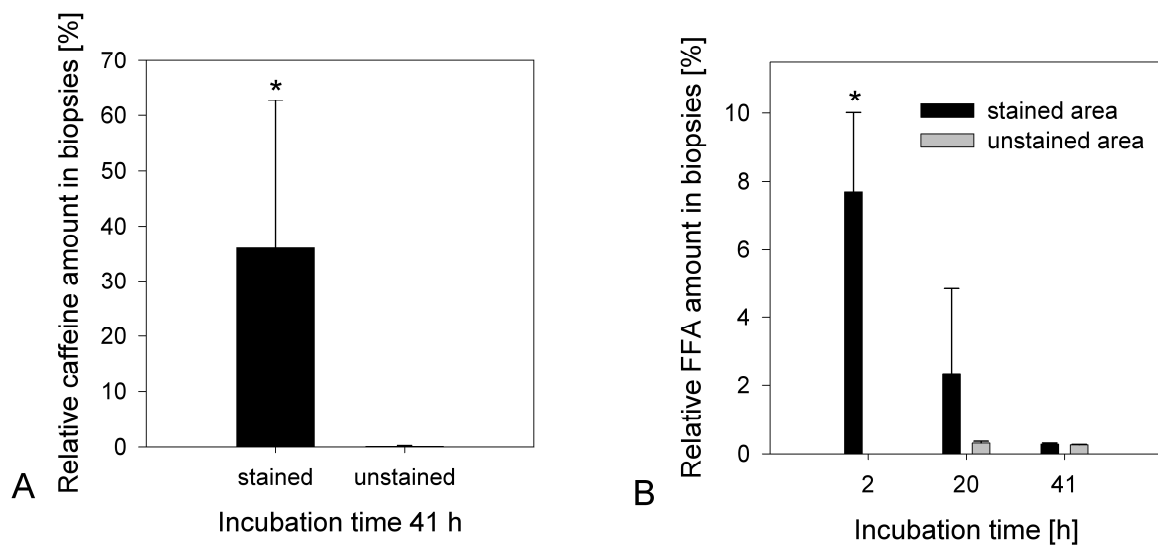 Relative caffeine amount in biopsies [%]
70
60
50
40
30
20
10
0
*
stained unstained
Incubation time 41 h
A
Relative FFA amount in biopsies [%]
10
8
6
4
2
0
*
stained area
unstained area
2 20 41
Incubation time [h]
B